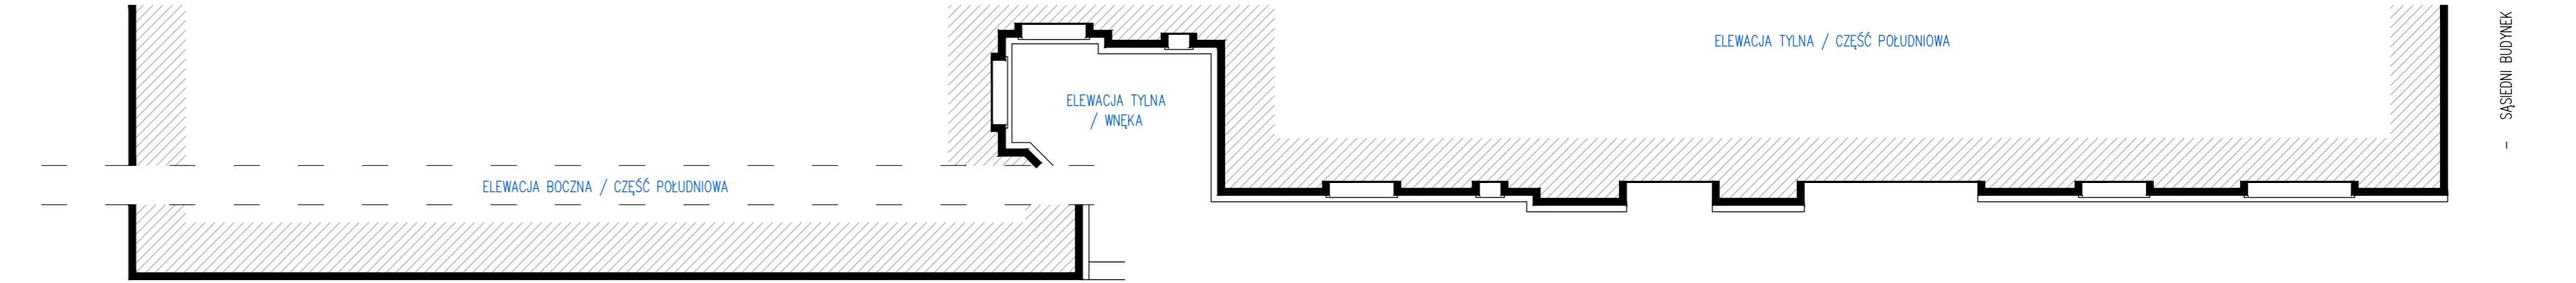 ELEWACJA TYLNA / CZĘŚĆ POŁUDNIOWA
ELEWACJA TYLNA
/ WNĘKA
ELEWACJA BOCZNA / CZĘŚĆ POŁUDNIOWA
– SĄSIEDNI BUDYNEK